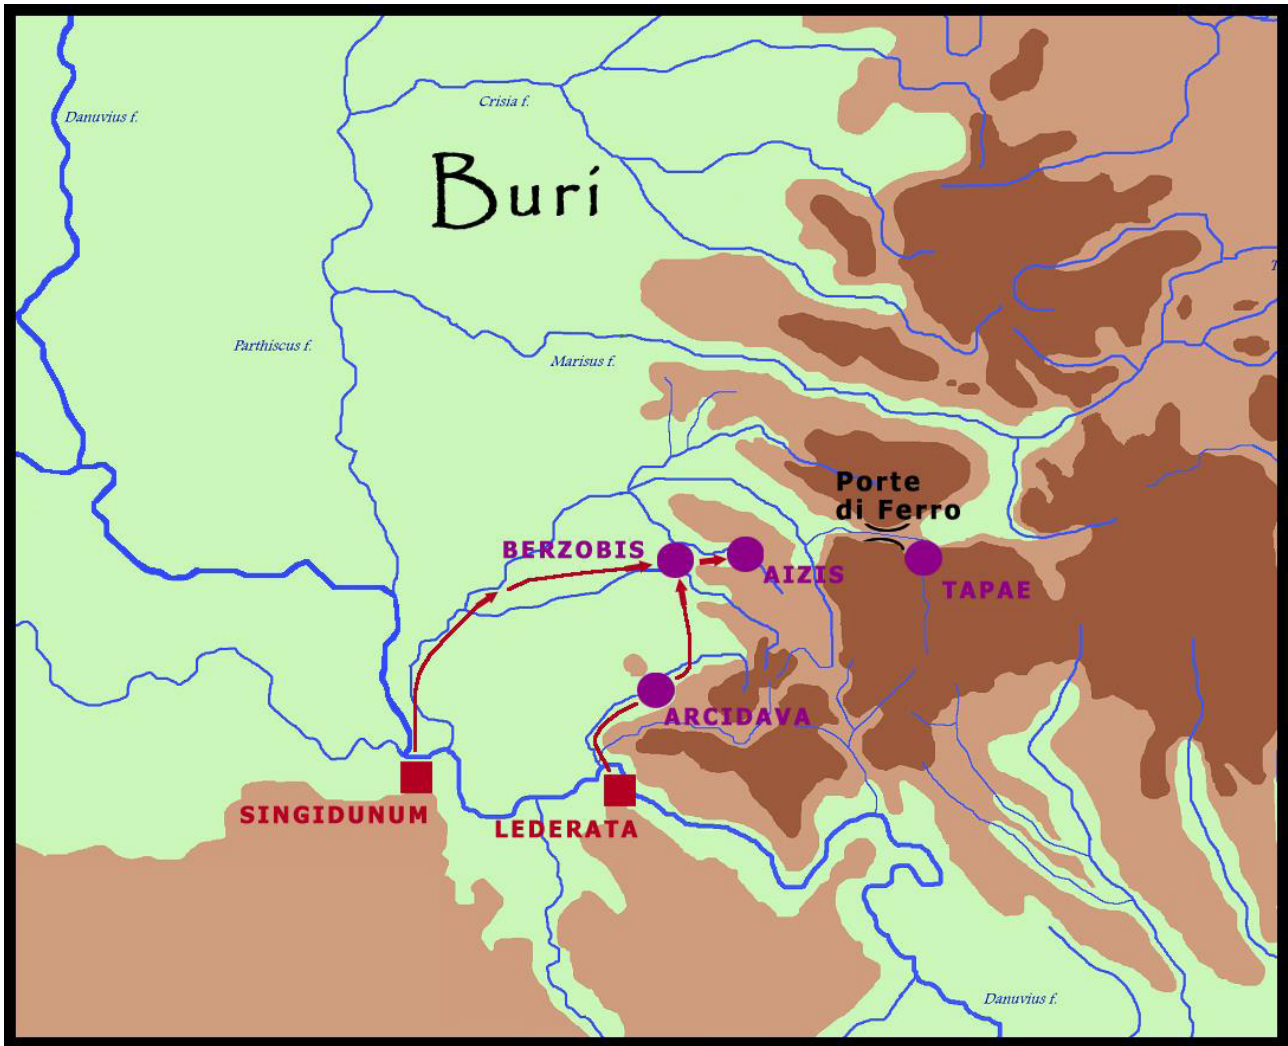 Crisia f.
Danuvius f.
Buri
T
Parthiscus f.
Marisus f.
Porte
di Ferro
BERZOBIS
AIZIS
TAPAE
ARCIDAVA
SINGIDUNUM
LEDERATA
Danuvius f.